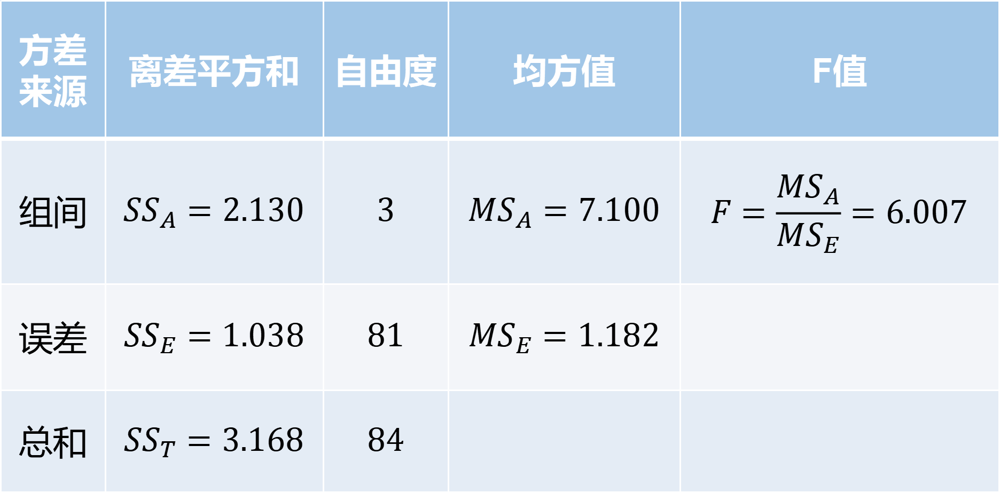 方差来源 离差平方和 自由度 均方值 F值
组间 SS_A = 2.130 3 MS_A = 7.100 F = MS_A/MS_E = 6.007
误差 SS_E = 1.038 81 MS_E = 1.182
总和 SS_T = 3.168 84